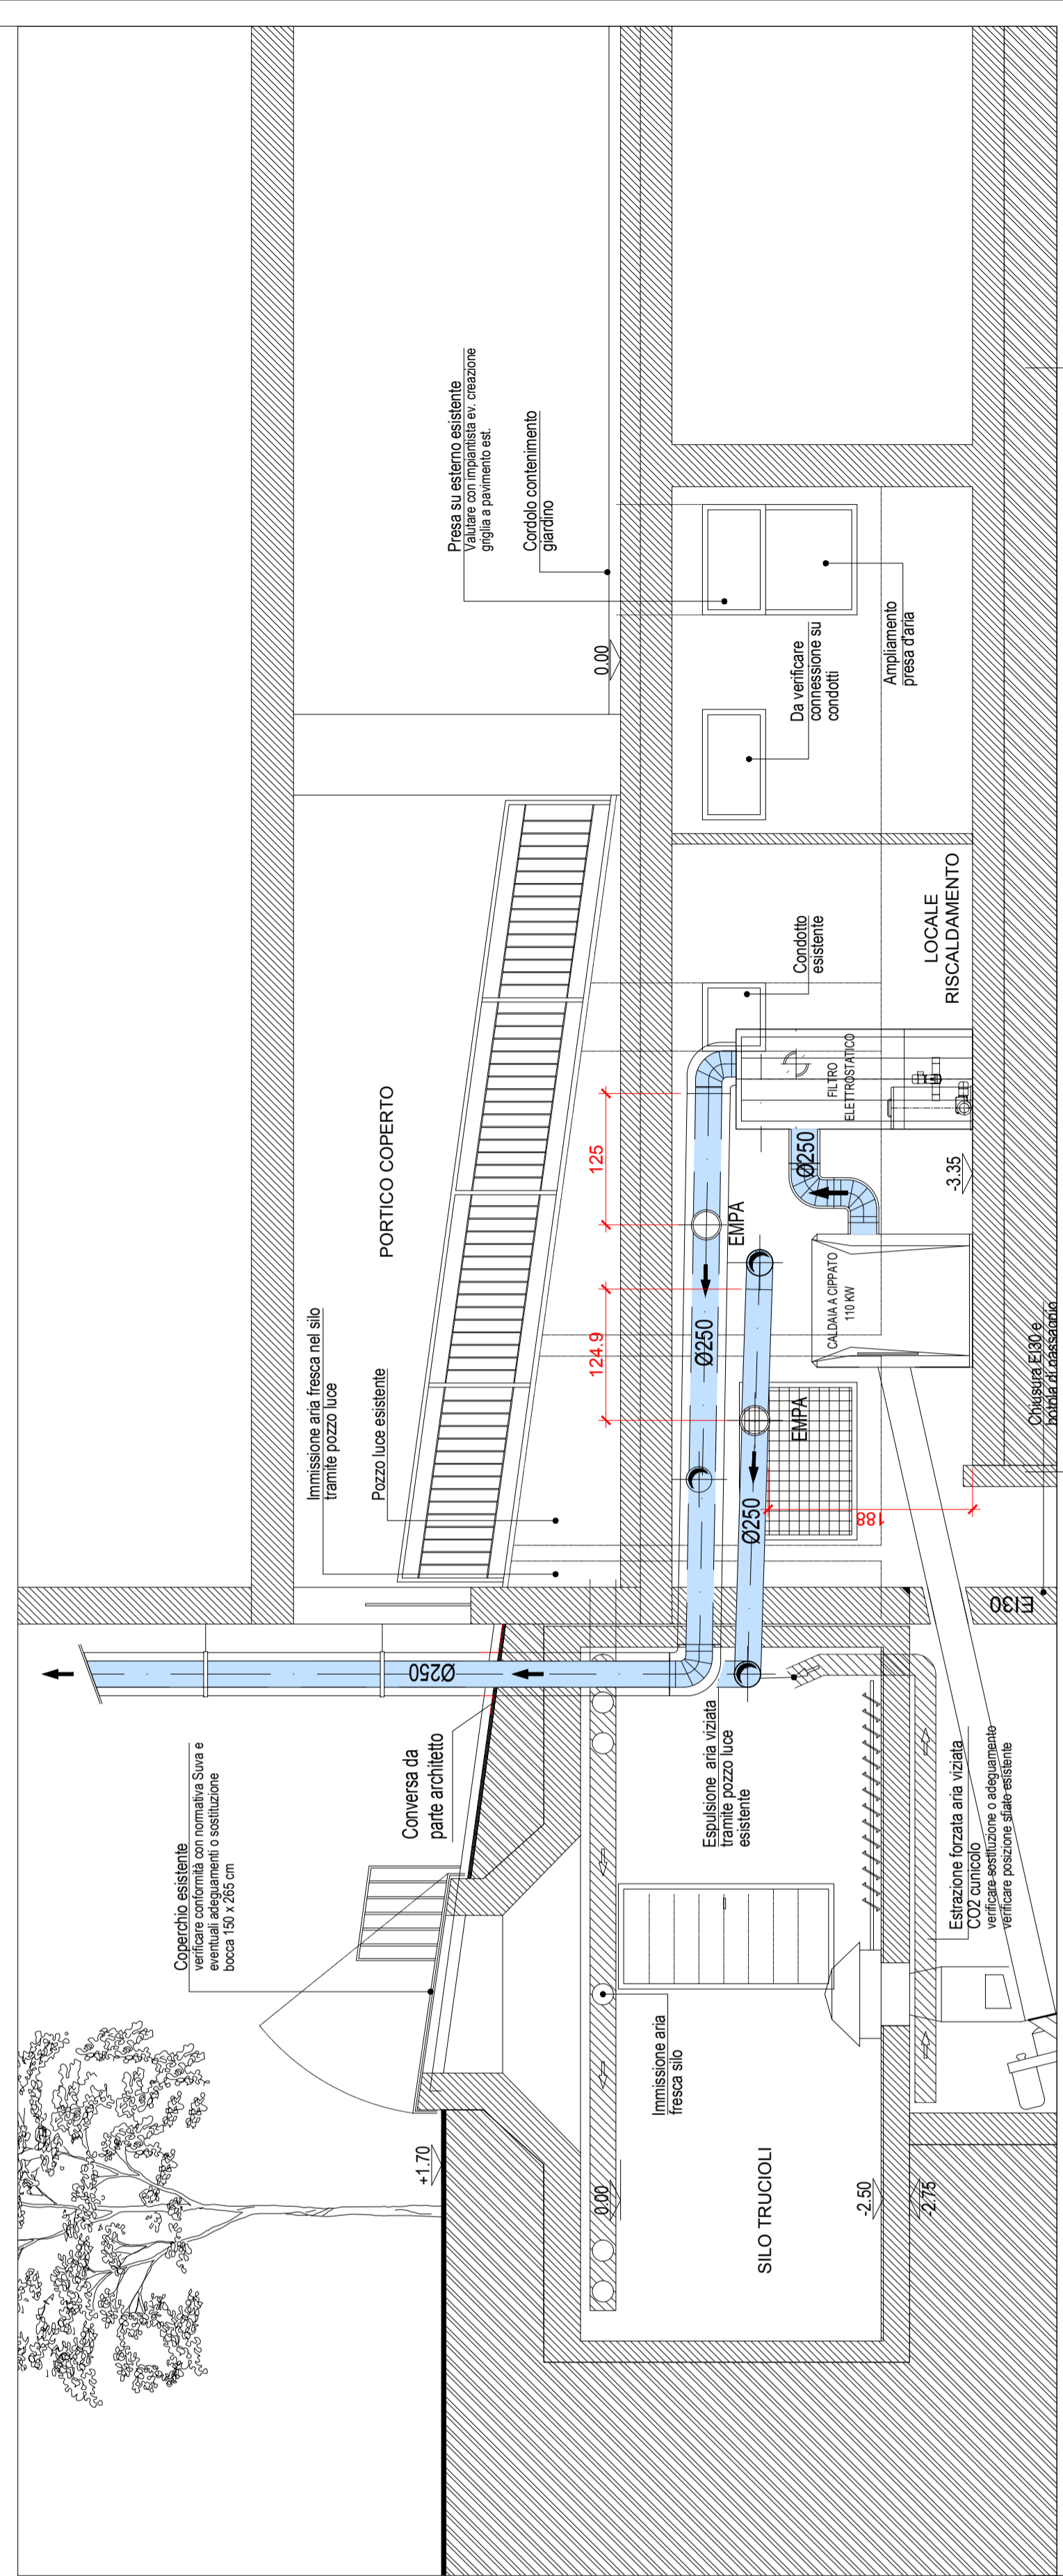 Coperchio esistente
verificare conformità con normativa Suva e
eventuali adeguamenti o sostituzione
bocca 150 x 265 cm
Immissione aria fresca nel silo
tramite pozzo luce
Pozzo luce esistente
PORTICO COPERTO
Presa su esterno esistente
Valutare con impiantista ev. creazione
griglia a pavimento est.
Cordolo contenimento
giardino
+1.70
Conversa da
parte architetto
Ø250
0.00
0.00
124.9
125
Immissione aria
fresca silo
Espulsione aria viziata
tramite pozzo luce
esistente
Ø250
Ø250
EMPA
EMPA
188
Ø250
SILO TRUCIOLI
-2.50
-2.75
Estrazione forzata aria viziata
CO2 cunicolo
verificare sostituzione o adeguamento
verificare posizione sfiato esistente
EI30
Chiusura EI30 e
botola di passaggio
CALDAIA A CIPPATO
110 KW
-3.35
FILTRO
ELETTROSTATICO
Condotto
esistente
LOCALE
RISCALDAMENTO
Da verificare
connessione su
condotti
Ampliamento
presa d'aria